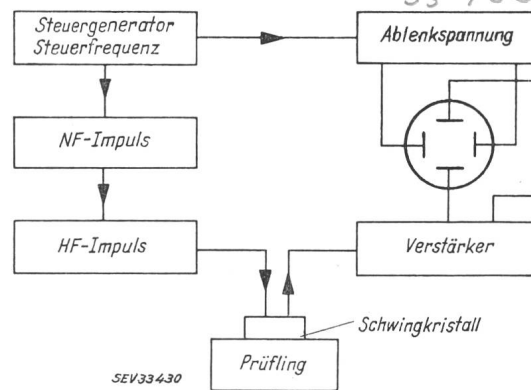 Steuergenerator
Steuerfrequenz
Ablenkspannung
NF-Impuls
HF-Impuls
Verstärker
Schwingkristall
Prüfling
SEV33430